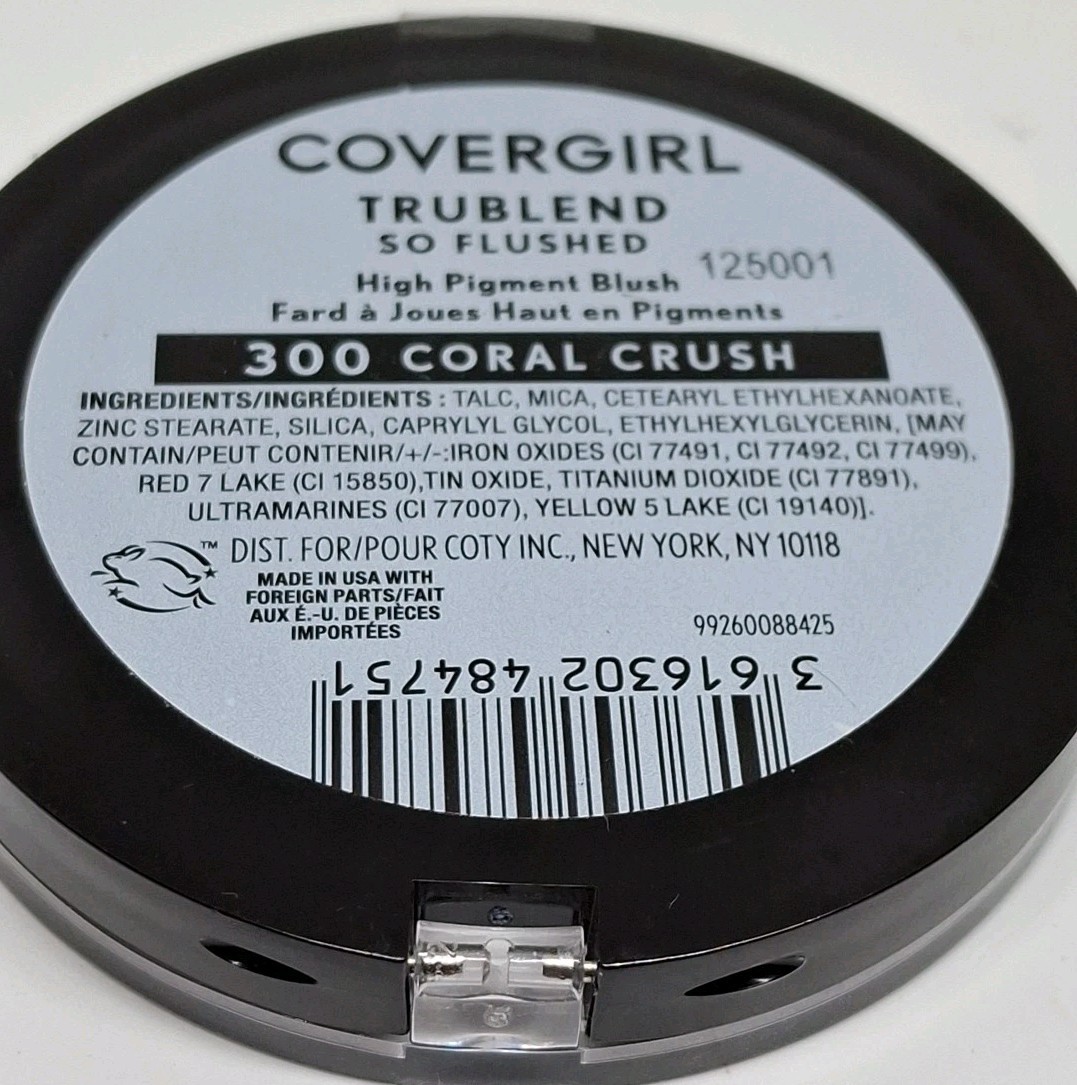 COVERGIRL
TRUBLEND
SO FLUSHED
125001
High Pigment Blush
Fard à Joues Haut en Pigments
300 CORAL CRUSH
INGREDIENTS/INGRÉDIENTS : TALC, MICA, CETEARYL ETHYLHEXANOATE,
ZINC STEARATE, SILICA, CAPRYLYL GLYCOL, ETHYLHEXYLGLYCERIN, [MAY
CONTAIN/PEUT CONTENIR/+/-:IRON OXIDES (CI 77491, CI 77492, CI 77499),
RED 7 LAKE (CI 15850),TIN OXIDE, TITANIUM DIOXIDE (CI 77891),
ULTRAMARINES (CI 77007), YELLOW 5 LAKE (CI 19140)].
™ DIST. FOR/POUR COTY INC., NEW YORK, NY 10118
MADE IN USA WITH
FOREIGN PARTS/FAIT
AUX É.-U. DE PIÈCES
IMPORTÉES
99260088425
3 616302 484751